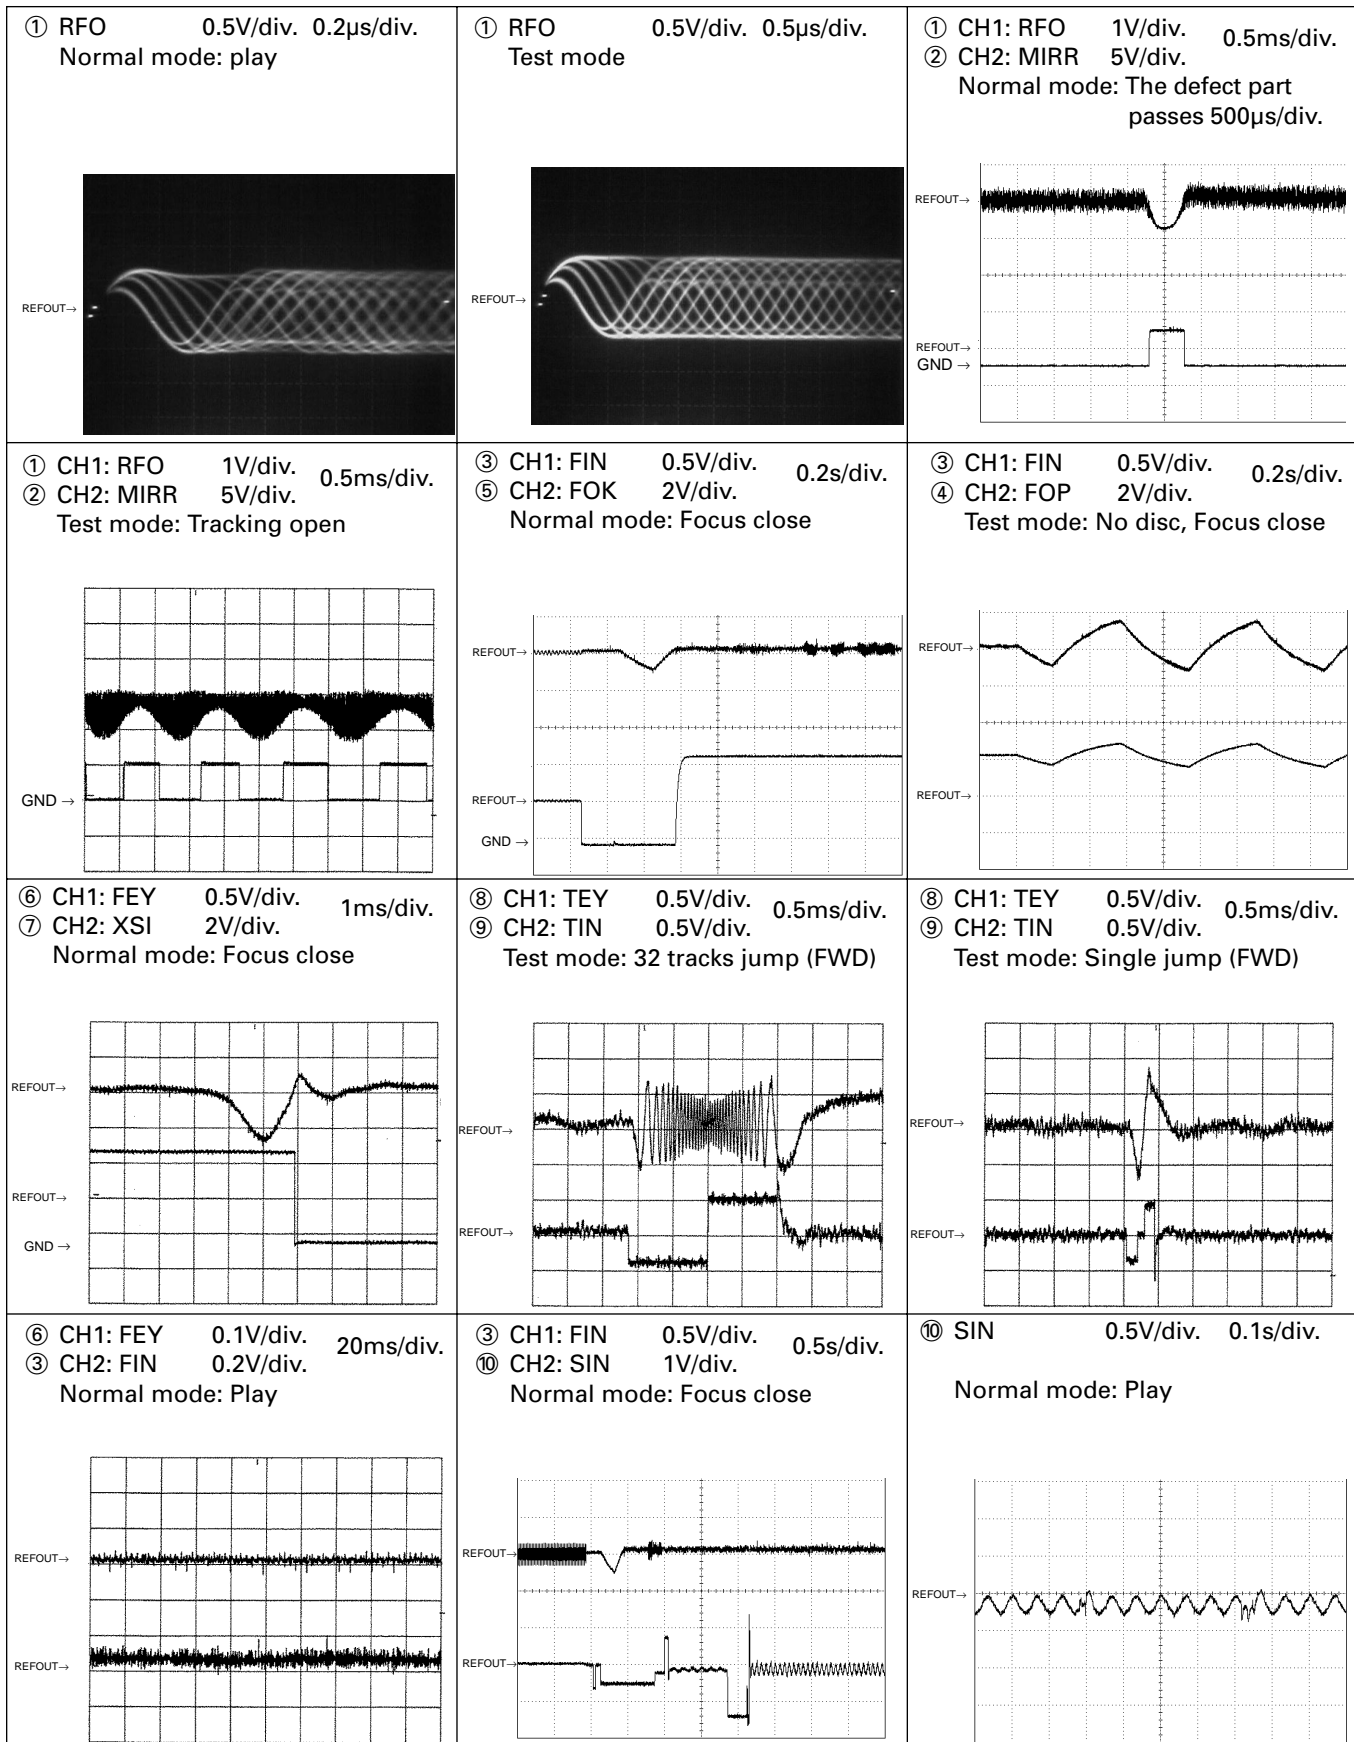 ① RFO 0.5V/div. 0.2µs/div.
Normal mode: play
REFOUT→
① RFO 0.5V/div. 0.5µs/div.
Test mode
REFOUT→
① CH1: RFO 1V/div. 0.5ms/div.
② CH2: MIRR 5V/div.
Normal mode: The defect part
passes 500µs/div.
REFOUT→
REFOUT→
GND →
① CH1: RFO 1V/div. 0.5ms/div.
② CH2: MIRR 5V/div.
Test mode: Tracking open
GND →
③ CH1: FIN 0.5V/div. 0.2s/div.
⑤ CH2: FOK 2V/div.
Normal mode: Focus close
REFOUT→
REFOUT→
GND →
③ CH1: FIN 0.5V/div. 0.2s/div.
④ CH2: FOP 2V/div.
Test mode: No disc, Focus close
REFOUT→
REFOUT→
⑥ CH1: FEY 0.5V/div. 1ms/div.
⑦ CH2: XSI 2V/div.
Normal mode: Focus close
REFOUT→
REFOUT→
GND →
⑧ CH1: TEY 0.5V/div. 0.5ms/div.
⑨ CH2: TIN 0.5V/div.
Test mode: 32 tracks jump (FWD)
REFOUT→
REFOUT→
⑧ CH1: TEY 0.5V/div. 0.5ms/div.
⑨ CH2: TIN 0.5V/div.
Test mode: Single jump (FWD)
REFOUT→
REFOUT→
⑥ CH1: FEY 0.1V/div. 20ms/div.
③ CH2: FIN 0.2V/div.
Normal mode: Play
REFOUT→
REFOUT→
③ CH1: FIN 0.5V/div. 0.5s/div.
⑩ CH2: SIN 1V/div.
Normal mode: Focus close
REFOUT→
REFOUT→
⑩ SIN 0.5V/div. 0.1s/div.
Normal mode: Play
REFOUT→